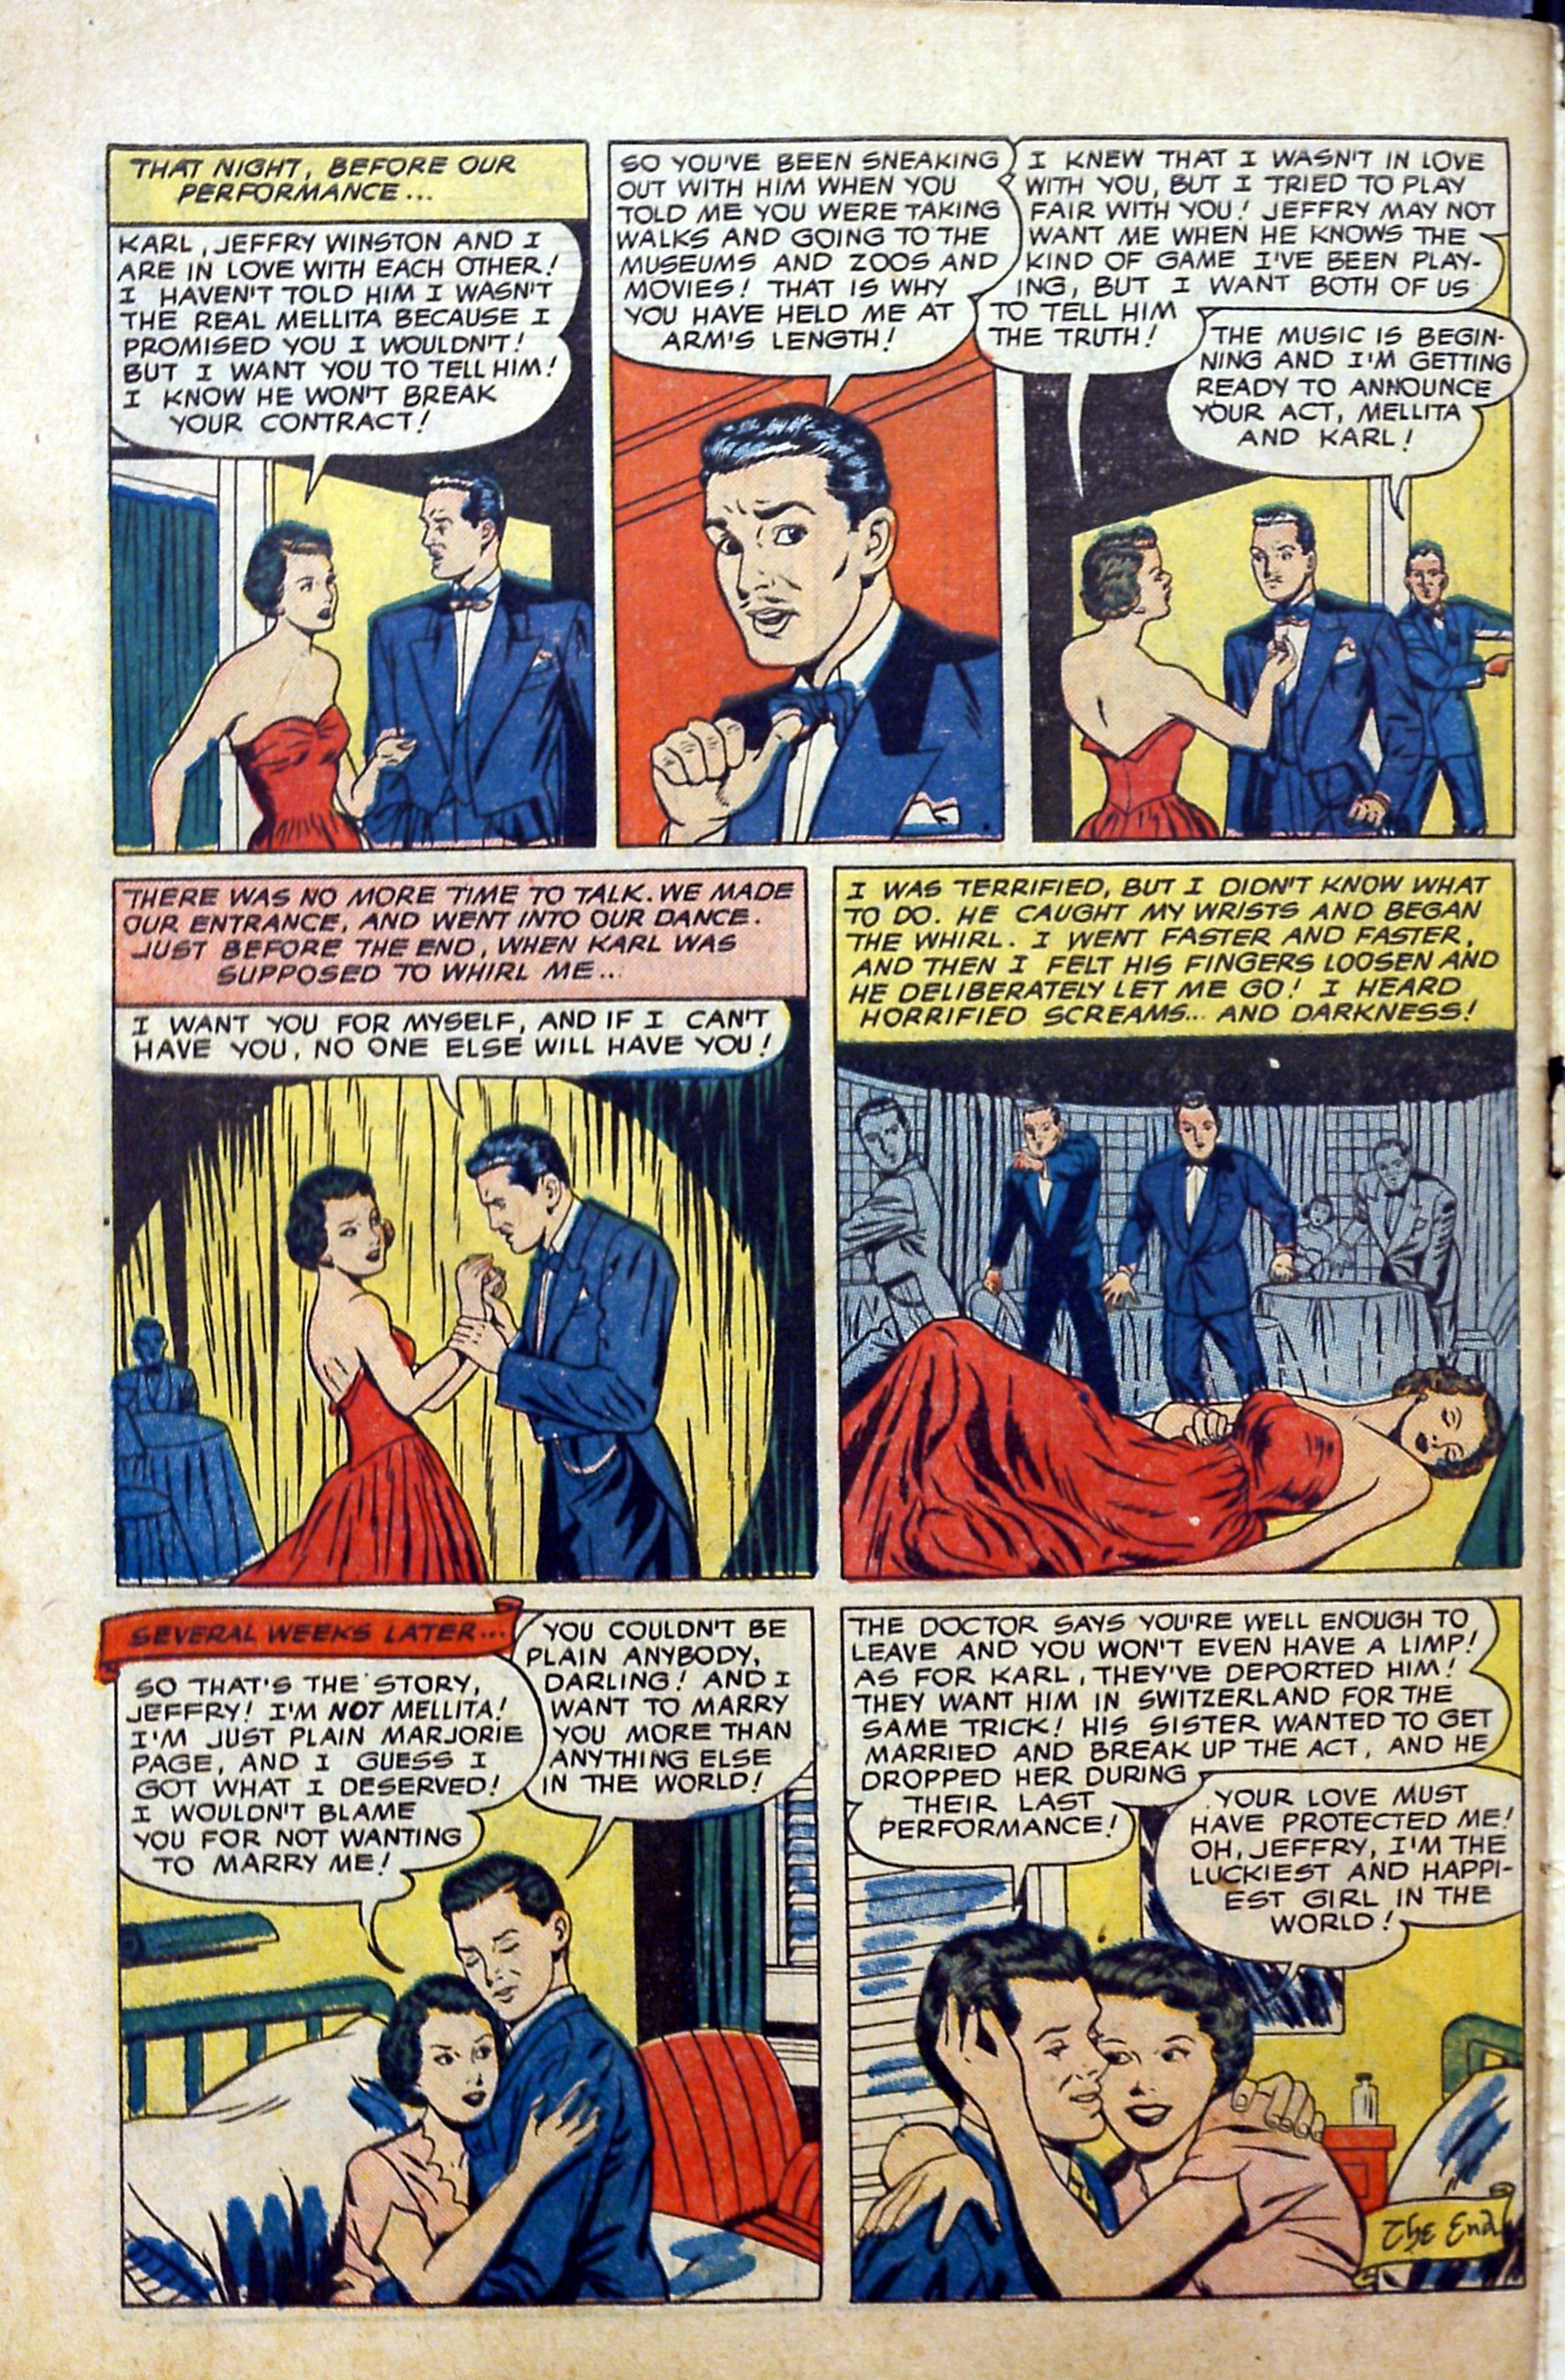 THAT NIGHT, BEFORE OUR
PERFORMANCE...
KARL, JEFFRY WINSTON AND I
ARE IN LOVE WITH EACH OTHER!
I HAVEN'T TOLD HIM I WASN'T
THE REAL MELLITA BECAUSE I
PROMISED YOU I WOULDN'T!
BUT I WANT YOU TO TELL HIM!
I KNOW HE WON'T BREAK
YOUR CONTRACT!
SO YOU'VE BEEN SNEAKING
OUT WITH HIM WHEN YOU
TOLD ME YOU WERE TAKING
WALKS AND GOING TO THE
MUSEUMS AND ZOOS AND
MOVIES! THAT IS WHY
YOU HAVE HELD ME AT
ARM'S LENGTH!
I KNEW THAT I WASN'T IN LOVE
WITH YOU, BUT I TRIED TO PLAY
FAIR WITH YOU! JEFFRY MAY NOT
WANT ME WHEN HE KNOWS THE
KIND OF GAME I'VE BEEN PLAY-
ING, BUT I WANT BOTH OF US
TO TELL HIM
THE TRUTH!
THE MUSIC IS BEGIN-
NING AND I'M GETTING
READY TO ANNOUNCE
YOUR ACT, MELLITA
AND KARL!
THERE WAS NO MORE TIME TO TALK. WE MADE
OUR ENTRANCE, AND WENT INTO OUR DANCE.
JUST BEFORE THE END, WHEN KARL WAS
SUPPOSED TO WHIRL ME...
I WANT YOU FOR MYSELF, AND IF I CAN'T
HAVE YOU, NO ONE ELSE WILL HAVE YOU!
I WAS TERRIFIED, BUT I DIDN'T KNOW WHAT
TO DO. HE CAUGHT MY WRISTS AND BEGAN
THE WHIRL. I WENT FASTER AND FASTER,
AND THEN I FELT HIS FINGERS LOOSEN AND
HE DELIBERATELY LET ME GO! I HEARD
HORRIFIED SCREAMS... AND DARKNESS!
SEVERAL WEEKS LATER...
SO THAT'S THE STORY,
JEFFRY! I'M NOT MELLITA!
I'M JUST PLAIN MARJORIE
PAGE, AND I GUESS I
GOT WHAT I DESERVED!
I WOULDN'T BLAME
YOU FOR NOT WANTING
TO MARRY ME!
YOU COULDN'T BE
PLAIN ANYBODY,
DARLING! AND I
WANT TO MARRY
YOU MORE THAN
ANYTHING ELSE
IN THE WORLD!
THE DOCTOR SAYS YOU'RE WELL ENOUGH TO
LEAVE AND YOU WON'T EVEN HAVE A LIMP!
AS FOR KARL, THEY'VE DEPORTED HIM!
THEY WANT HIM IN SWITZERLAND FOR THE
SAME TRICK! HIS SISTER WANTED TO GET
MARRIED AND BREAK UP THE ACT, AND HE
DROPPED HER DURING
THEIR LAST
PERFORMANCE!
YOUR LOVE MUST
HAVE PROTECTED ME!
OH, JEFFRY, I'M THE
LUCKIEST AND HAPPI-
EST GIRL IN THE
WORLD!
The End